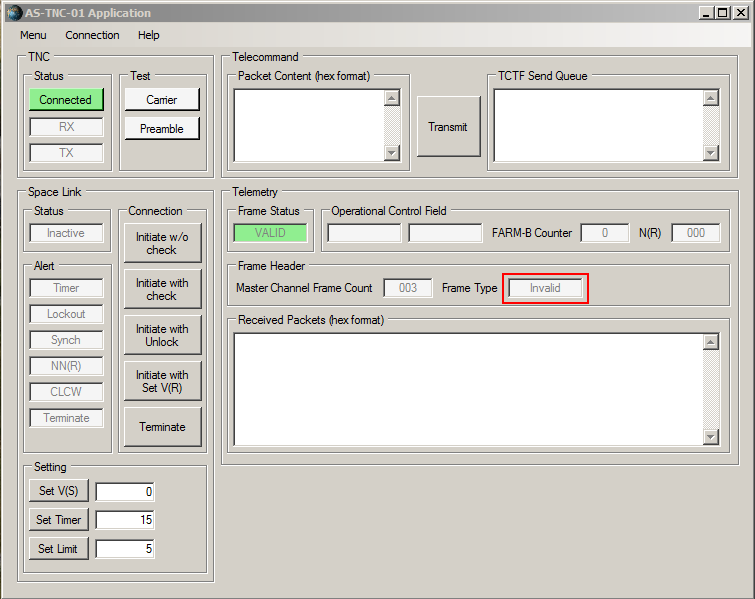 AS-TNC-01 Application
Menu Connection Help
TNC
Status
Connected
RX
TX
Test
Carrier
Preamble
Telecommand
Packet Content (hex format)
Transmit
TCTF Send Queue
Space Link
Status
Inactive
Alert
Timer
Lockout
Synch
NN(R)
CLCW
Terminate
Connection
Initiate w/o
check
Initiate with
check
Initiate with
Unlock
Initiate with
Set V(R)
Terminate
Telemetry
Frame Status
VALID
Operational Control Field
FARM-B Counter 0 N(R) 000
Frame Header
Master Channel Frame Count 003 Frame Type Invalid
Received Packets (hex format)
Setting
Set V(S) 0
Set Timer 15
Set Limit 5